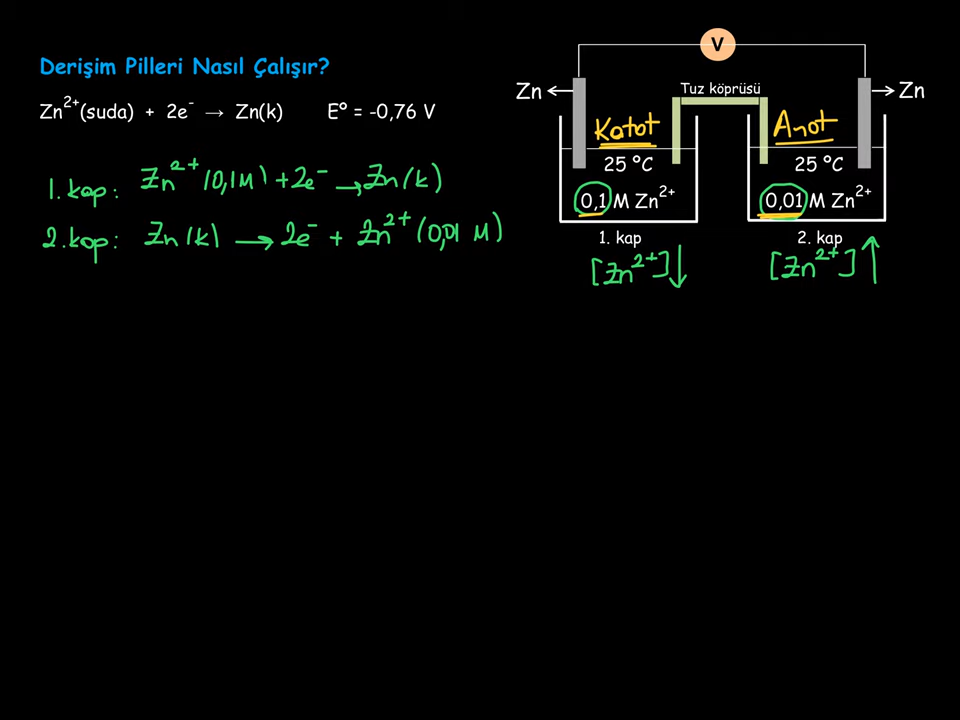 Derişim Pilleri Nasıl Çalışır?
Zn²⁺(suda) + 2e⁻ → Zn(k) E° = -0,76 V
1. kap: Zn²⁺ (0,1M) + 2e⁻ → Zn(k)
2. kap: Zn(k) → 2e⁻ + Zn²⁺ (0,01 M)
V
Zn
Tuz köprüsü
Zn
Katot
Anot
25 °C
25 °C
0,1 M Zn²⁺
0,01 M Zn²⁺
1. kap
2. kap
[Zn²⁺]↓
[Zn²⁺]↑